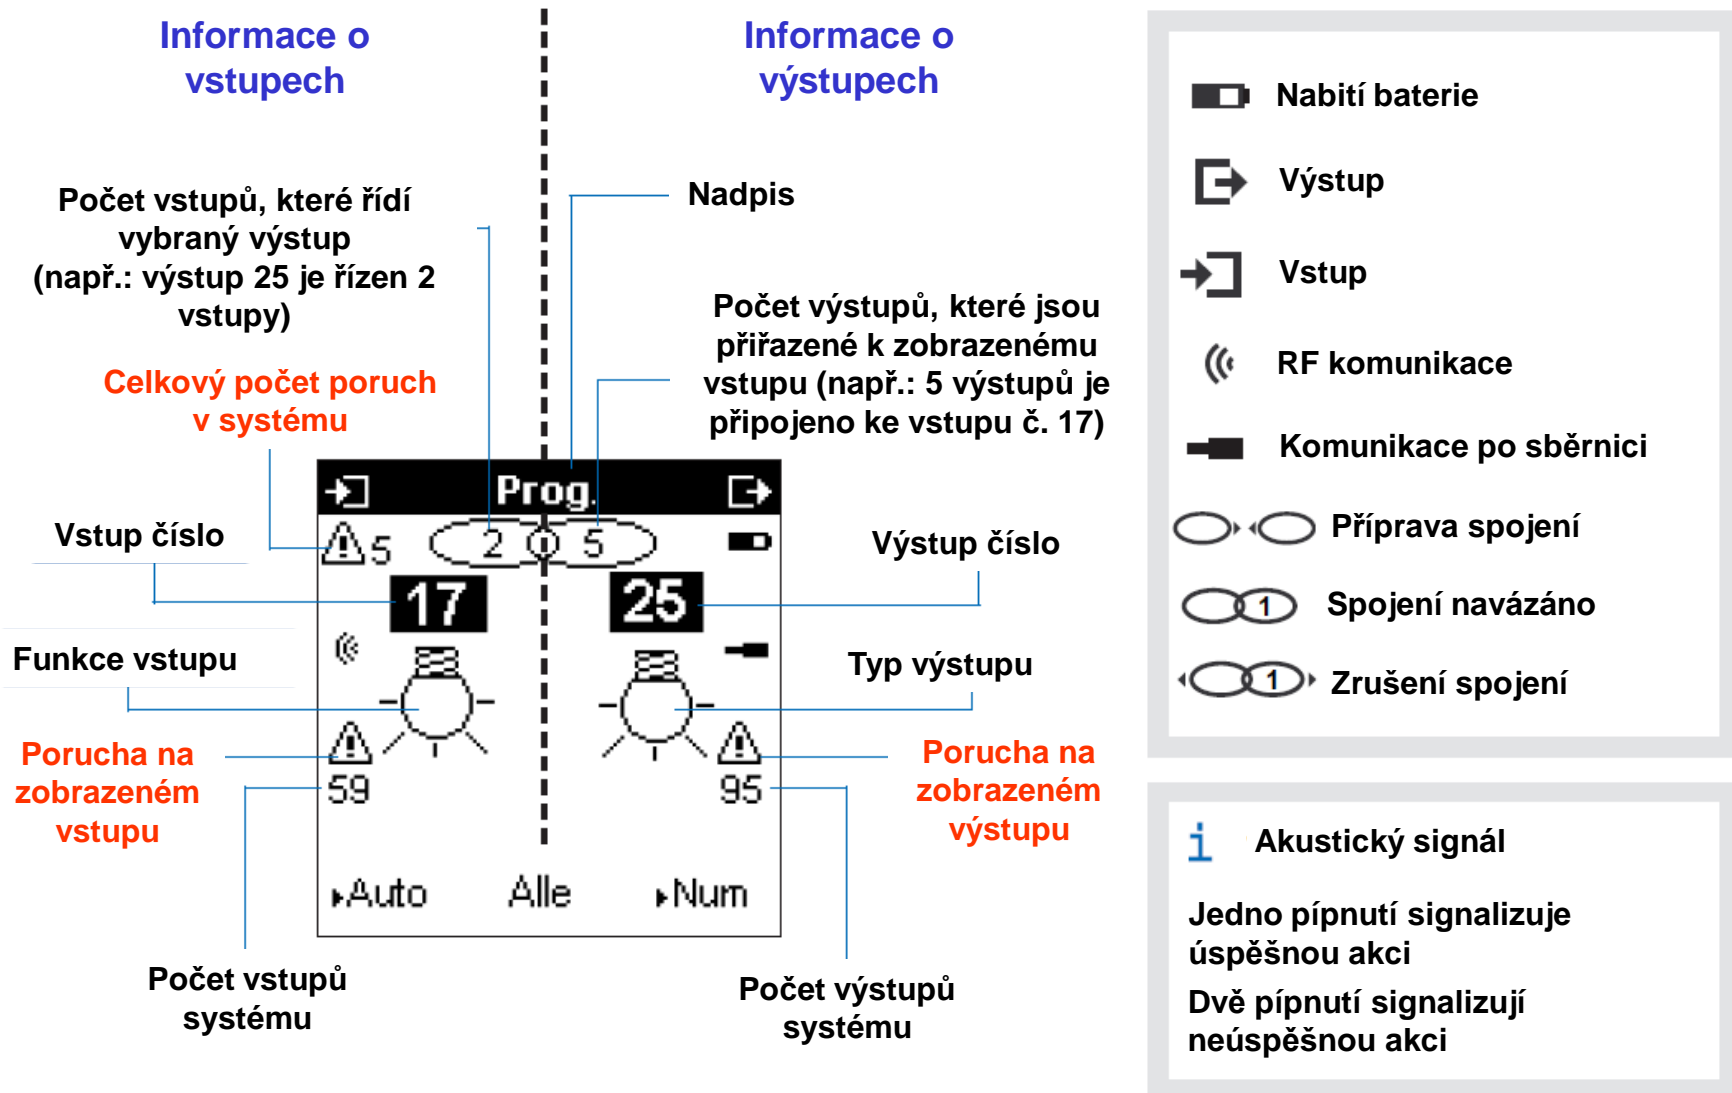 Informace o
vstupech
Informace o
výstupech
Počet vstupů, které řídí
vybraný výstup
(např.: výstup 25 je řízen 2
vstupy)
Nadpis
Počet výstupů, které jsou
přiřazené k zobrazenému
vstupu (např.: 5 výstupů je
připojeno ke vstupu č. 17)
Celkový počet poruch
v systému
Prog.
5
2
5
Vstup číslo
17
25
Výstup číslo
Funkce vstupu
Typ výstupu
Porucha na
zobrazeném
vstupu
59
95
Porucha na
zobrazeném
výstupu
Auto
Alle
Num
Počet vstupů
systému
Počet výstupů
systému
Nabití baterie
Výstup
Vstup
RF komunikace
Komunikace po sběrnici
Příprava spojení
1
Spojení navázáno
1
Zrušení spojení
i Akustický signál
Jedno pípnutí signalizuje
úspěšnou akci
Dvě pípnutí signalizují
neúspěšnou akci